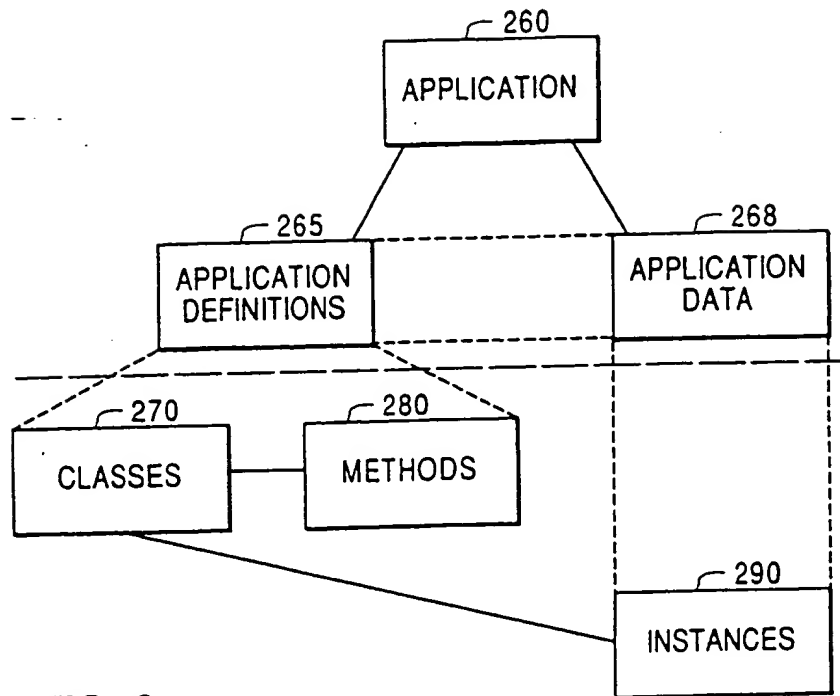 260
APPLICATION
265
APPLICATION
DEFINITIONS
268
APPLICATION
DATA
270
CLASSES
280
METHODS
290
INSTANCES